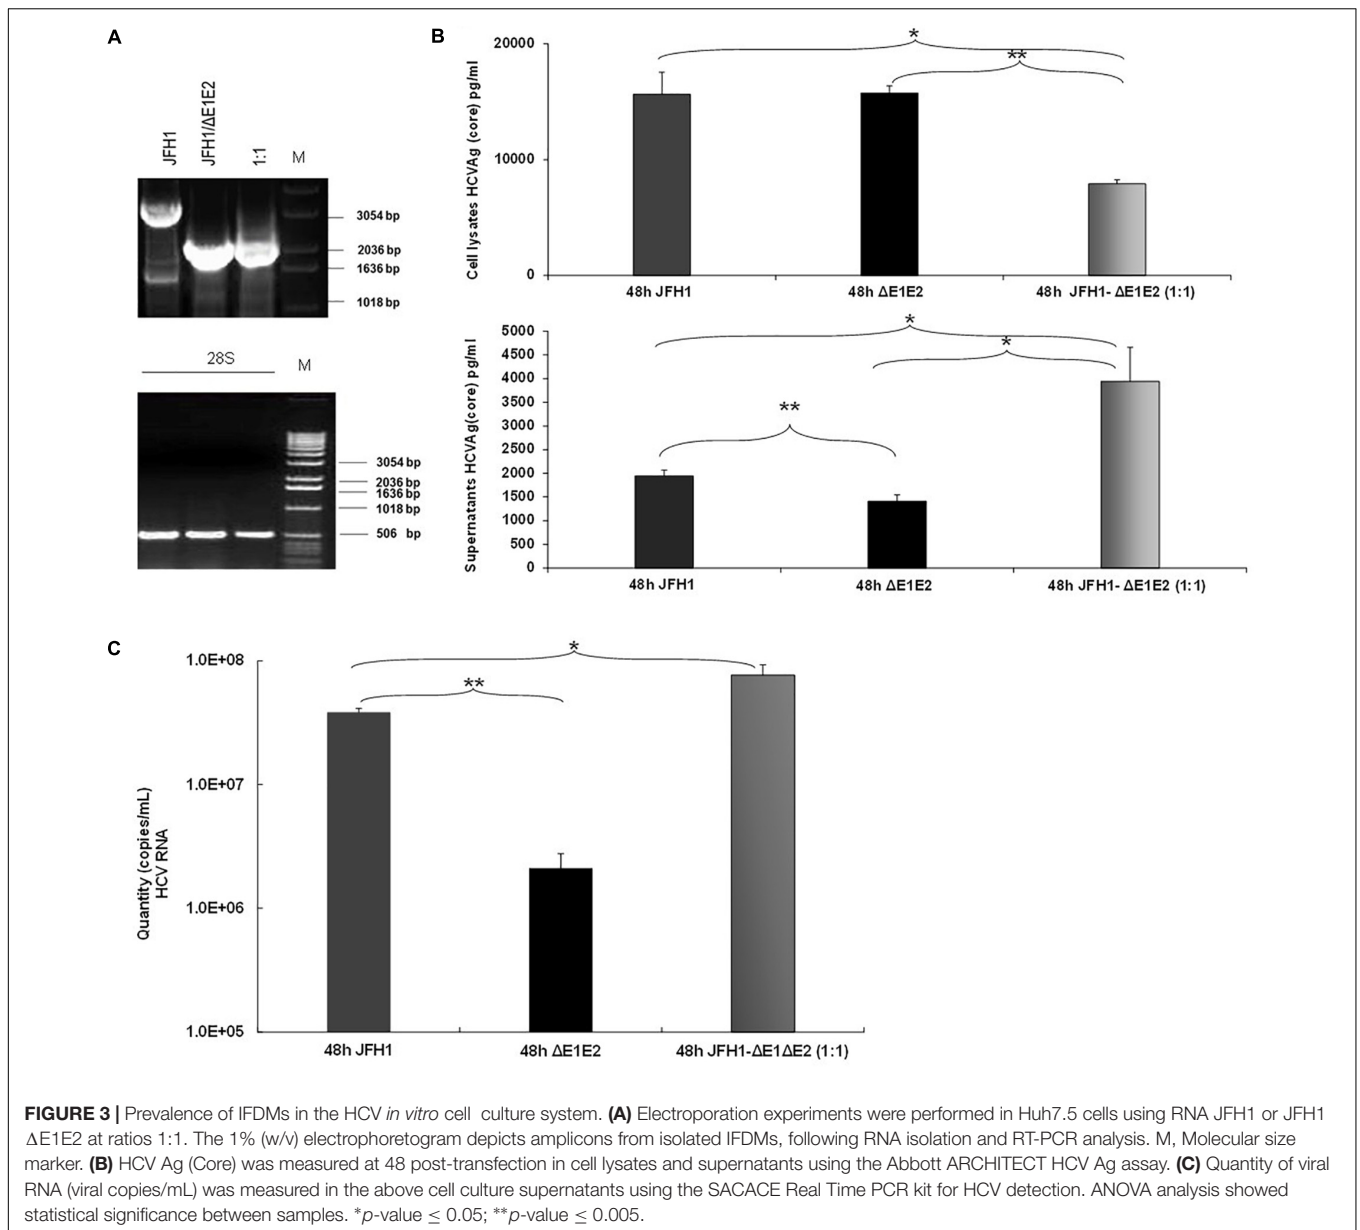 A
JFH1
JFH1/ΔE1E2
1:1
M
3054 bp
2036 bp
1636 bp
1018 bp
28S
M
3054 bp
2036 bp
1636 bp
1018 bp
506 bp
B
Cell lysates HCVAg (core) pg/ml
20000
10000
0
*
**
48h JFH1
48h ΔE1E2
48h JFH1- ΔE1E2 (1:1)
Supernatants HCVAg(core) pg/ml
5000
4500
4000
3500
3000
2500
2000
1500
1000
500
0
*
*
**
48h JFH1
48h ΔE1E2
48h JFH1- ΔE1E2 (1:1)
C
Quantity (copies/mL)
HCV RNA
1.0E+08
1.0E+07
1.0E+06
1.0E+05
*
**
48h JFH1
48h ΔE1E2
48h JFH1-ΔE1ΔE2 (1:1)
FIGURE 3 | Prevalence of IFDMs in the HCV in vitro cell culture system. (A) Electroporation experiments were performed in Huh7.5 cells using RNA JFH1 or JFH1
ΔE1E2 at ratios 1:1. The 1% (w/v) electrophoretogram depicts amplicons from isolated IFDMs, following RNA isolation and RT-PCR analysis. M, Molecular size
marker. (B) HCV Ag (Core) was measured at 48 post-transfection in cell lysates and supernatants using the Abbott ARCHITECT HCV Ag assay. (C) Quantity of viral
RNA (viral copies/mL) was measured in the above cell culture supernatants using the SACACE Real Time PCR kit for HCV detection. ANOVA analysis showed
statistical significance between samples. *p-value ≤ 0.05; **p-value ≤ 0.005.